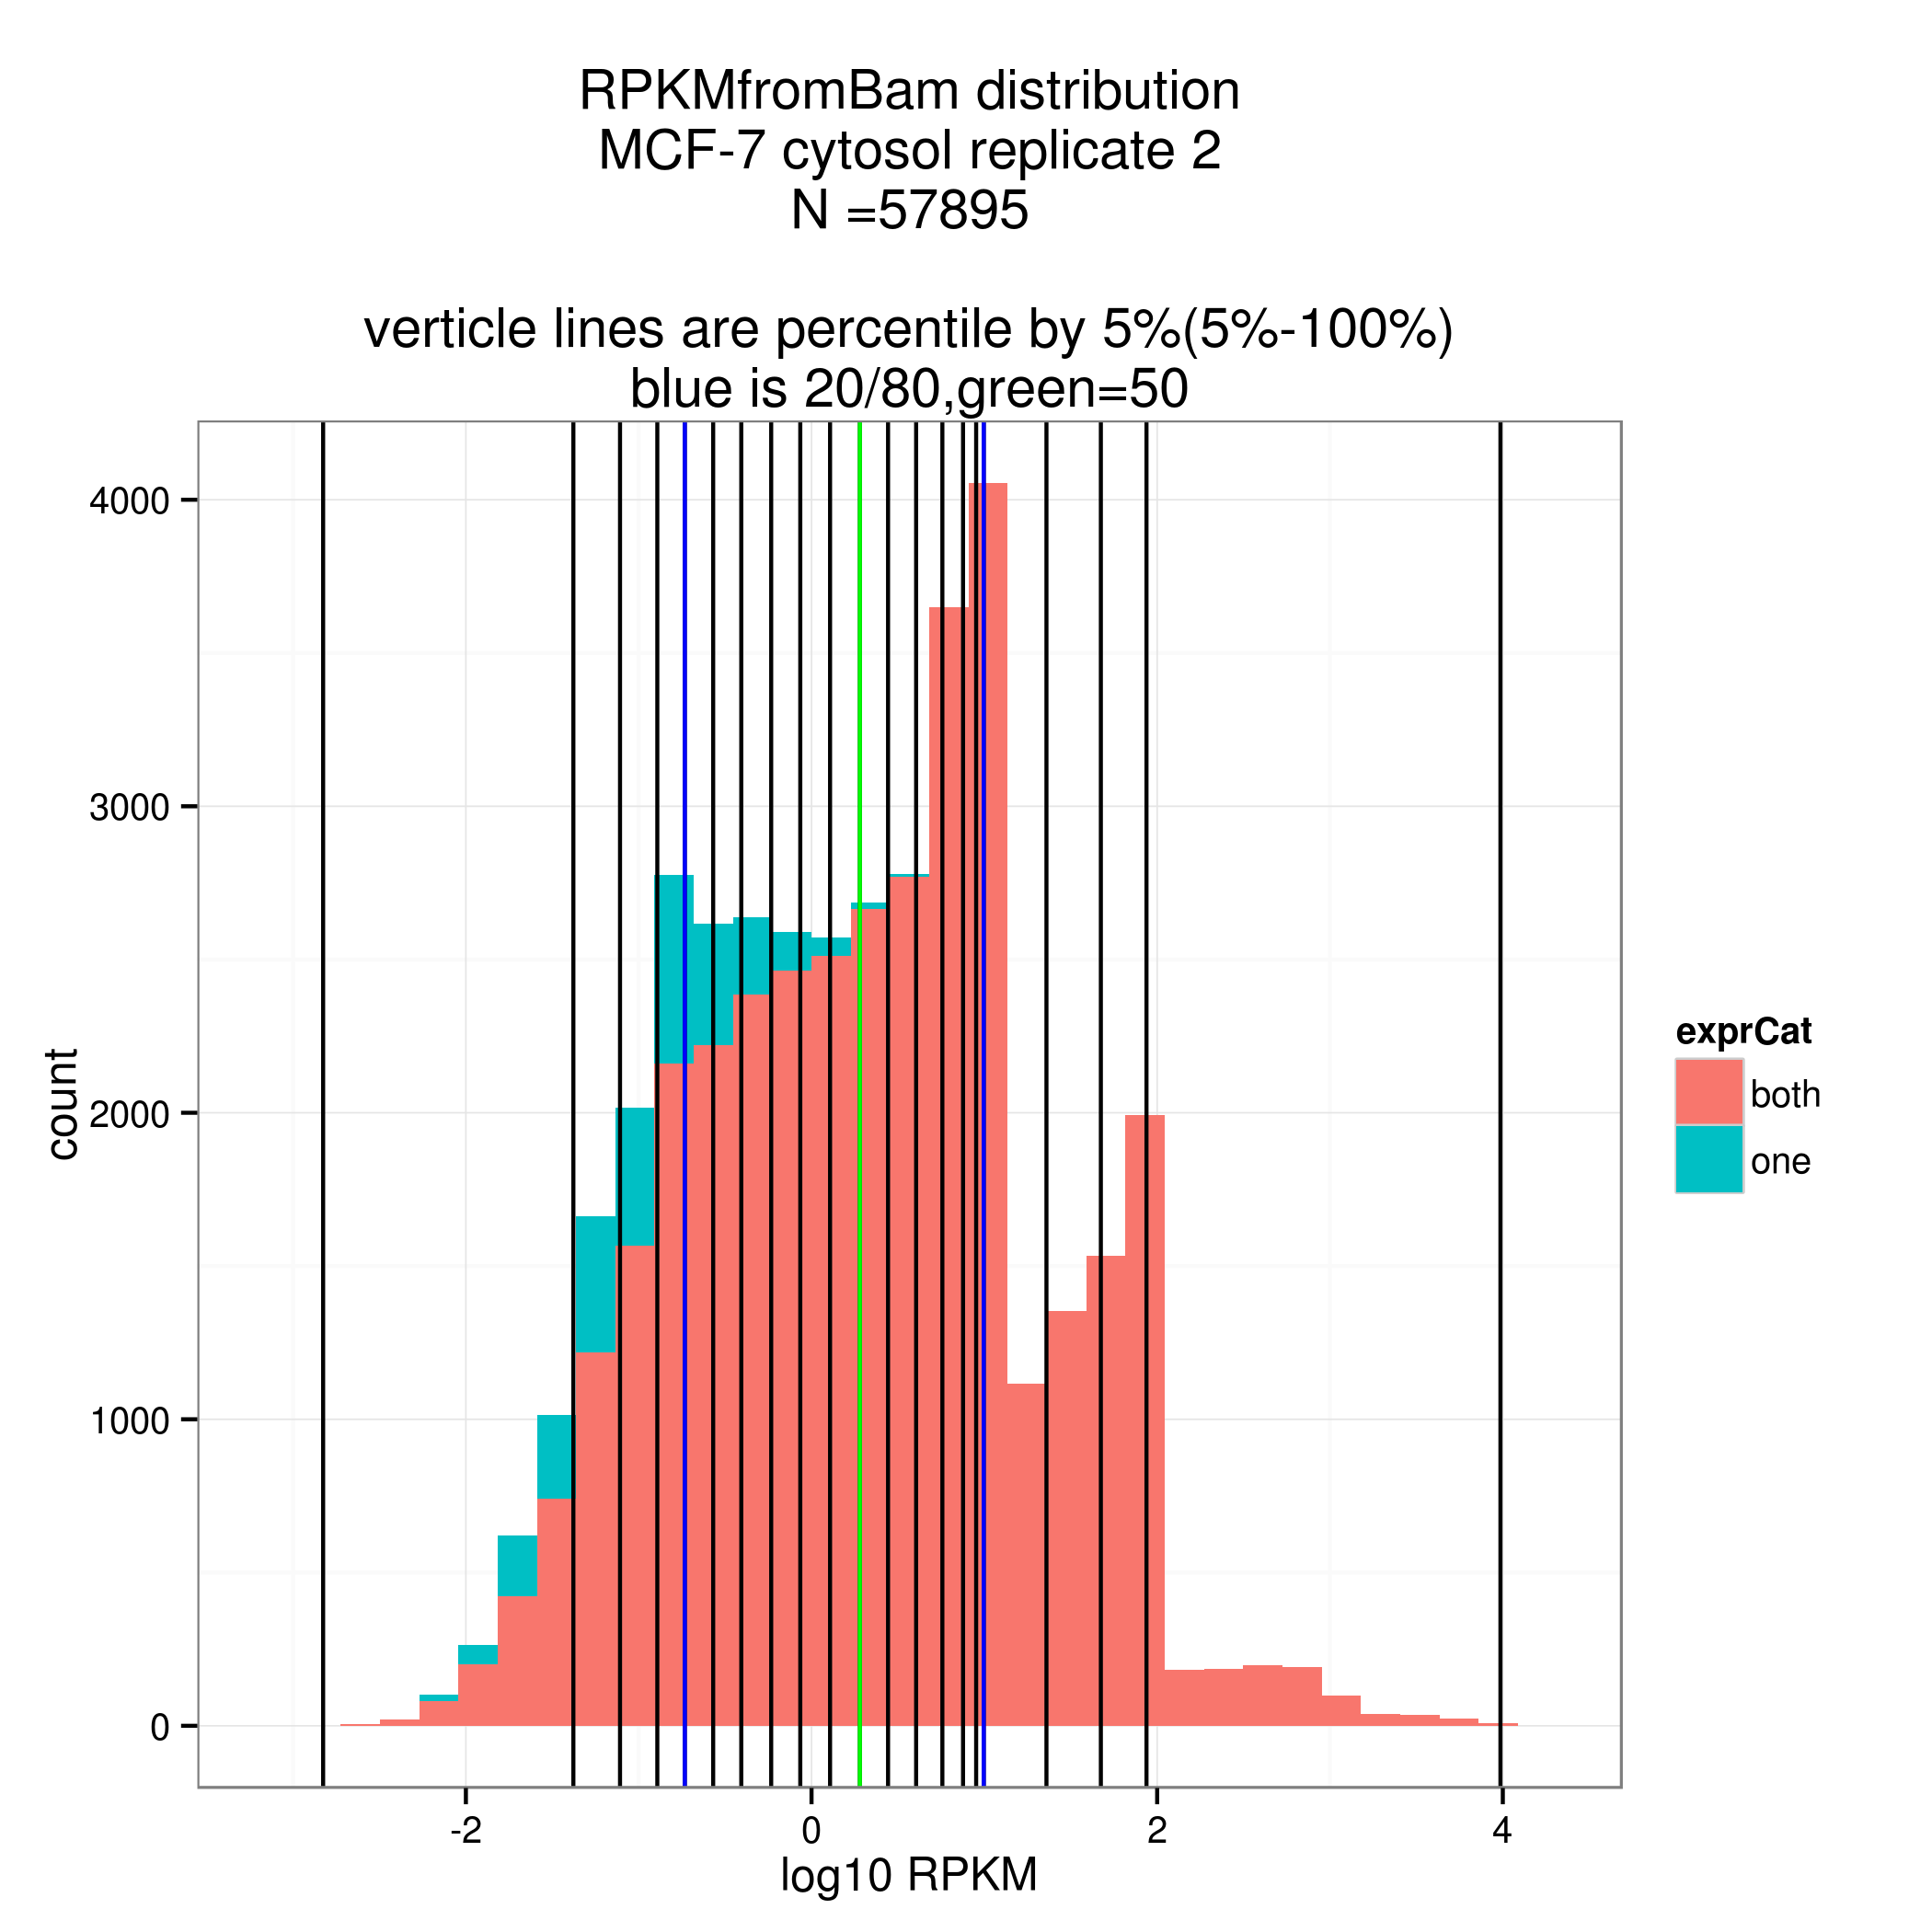 RPKMfromBam distribution
MCF-7 cytosol replicate 2
N =57895
verticle lines are percentile by 5%(5%-100%)
blue is 20/80,green=50
4000
3000
2000
1000
0
count
-2
0
2
4
log10 RPKM
exprCat
both
one